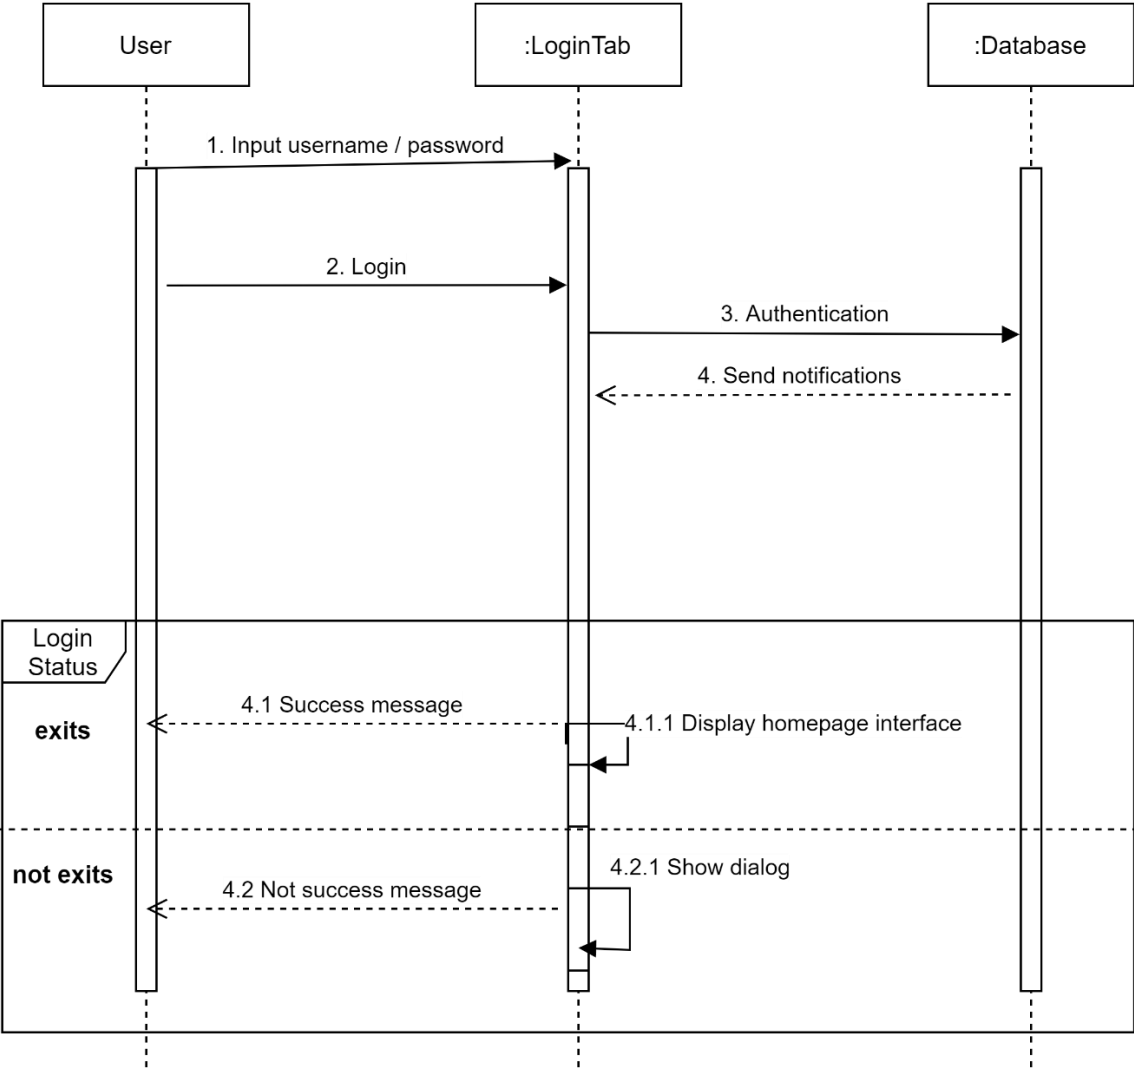 User
:LoginTab
:Database
1. Input username / password
2. Login
3. Authentication
4. Send notifications
Login
Status
4.1 Success message
4.1.1 Display homepage interface
exits
4.2.1 Show dialog
not exits
4.2 Not success message